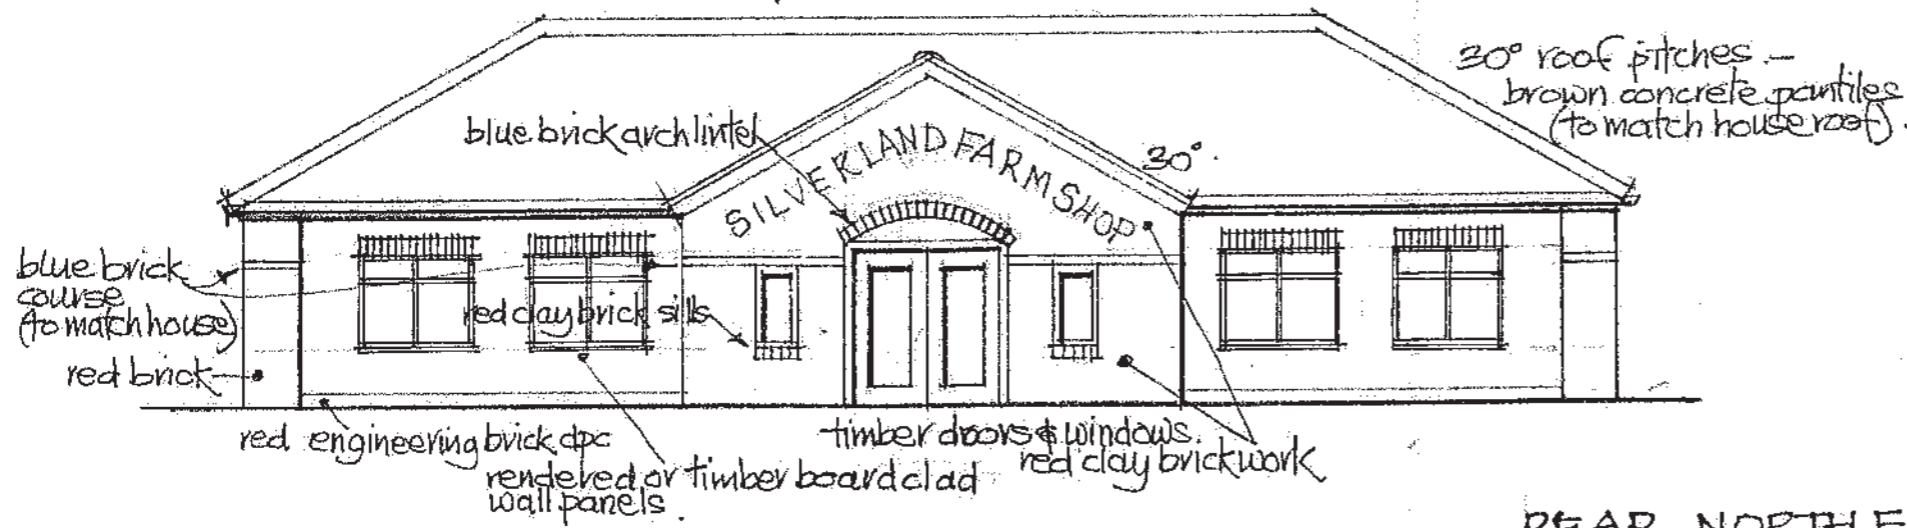 30° roof pitches –
brown concrete pantiles
(to match house roof).
blue brick arch lintel
SILVERLAND FARM SHOP
30°
blue brick
course
(to match house)
red clay brick sills
red brick
red engineering brick dpc
rendered or timber board clad
wall panels.
timber doors & windows.
red clay brickwork
REAR NORTH